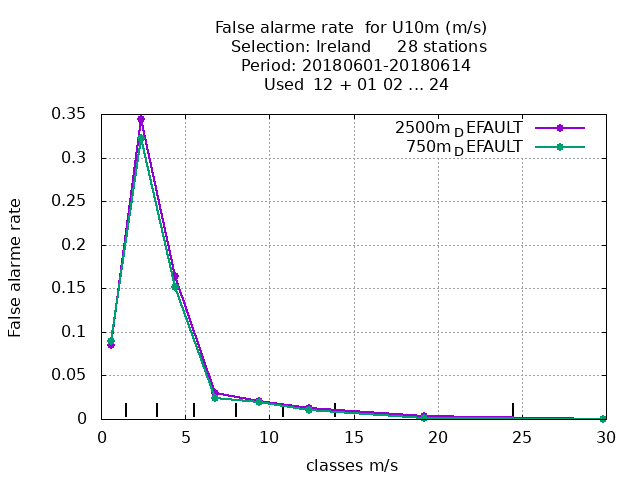 False alarme rate  for U10m (m/s)
Selection: Ireland     28 stations
Period: 20180601-20180614
Used  12 + 01 02 ... 24
0.35
0.3
0.25
0.2
0.15
0.1
0.05
0
False alarme rate
2500m_DEFAULT
750m_DEFAULT
0 5 10 15 20 25 30
classes m/s